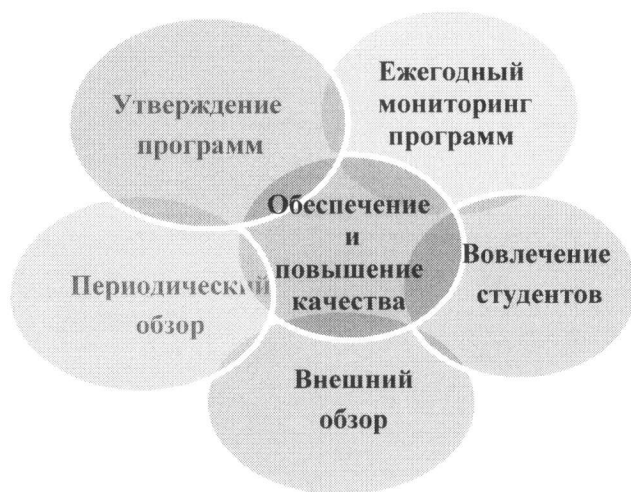 Утверждение
программ
Ежегодный
мониторинг
программ
Обеспечение
и
повышение
качества
Вовлечение
студентов
Периодический
обзор
Внешний
обзор